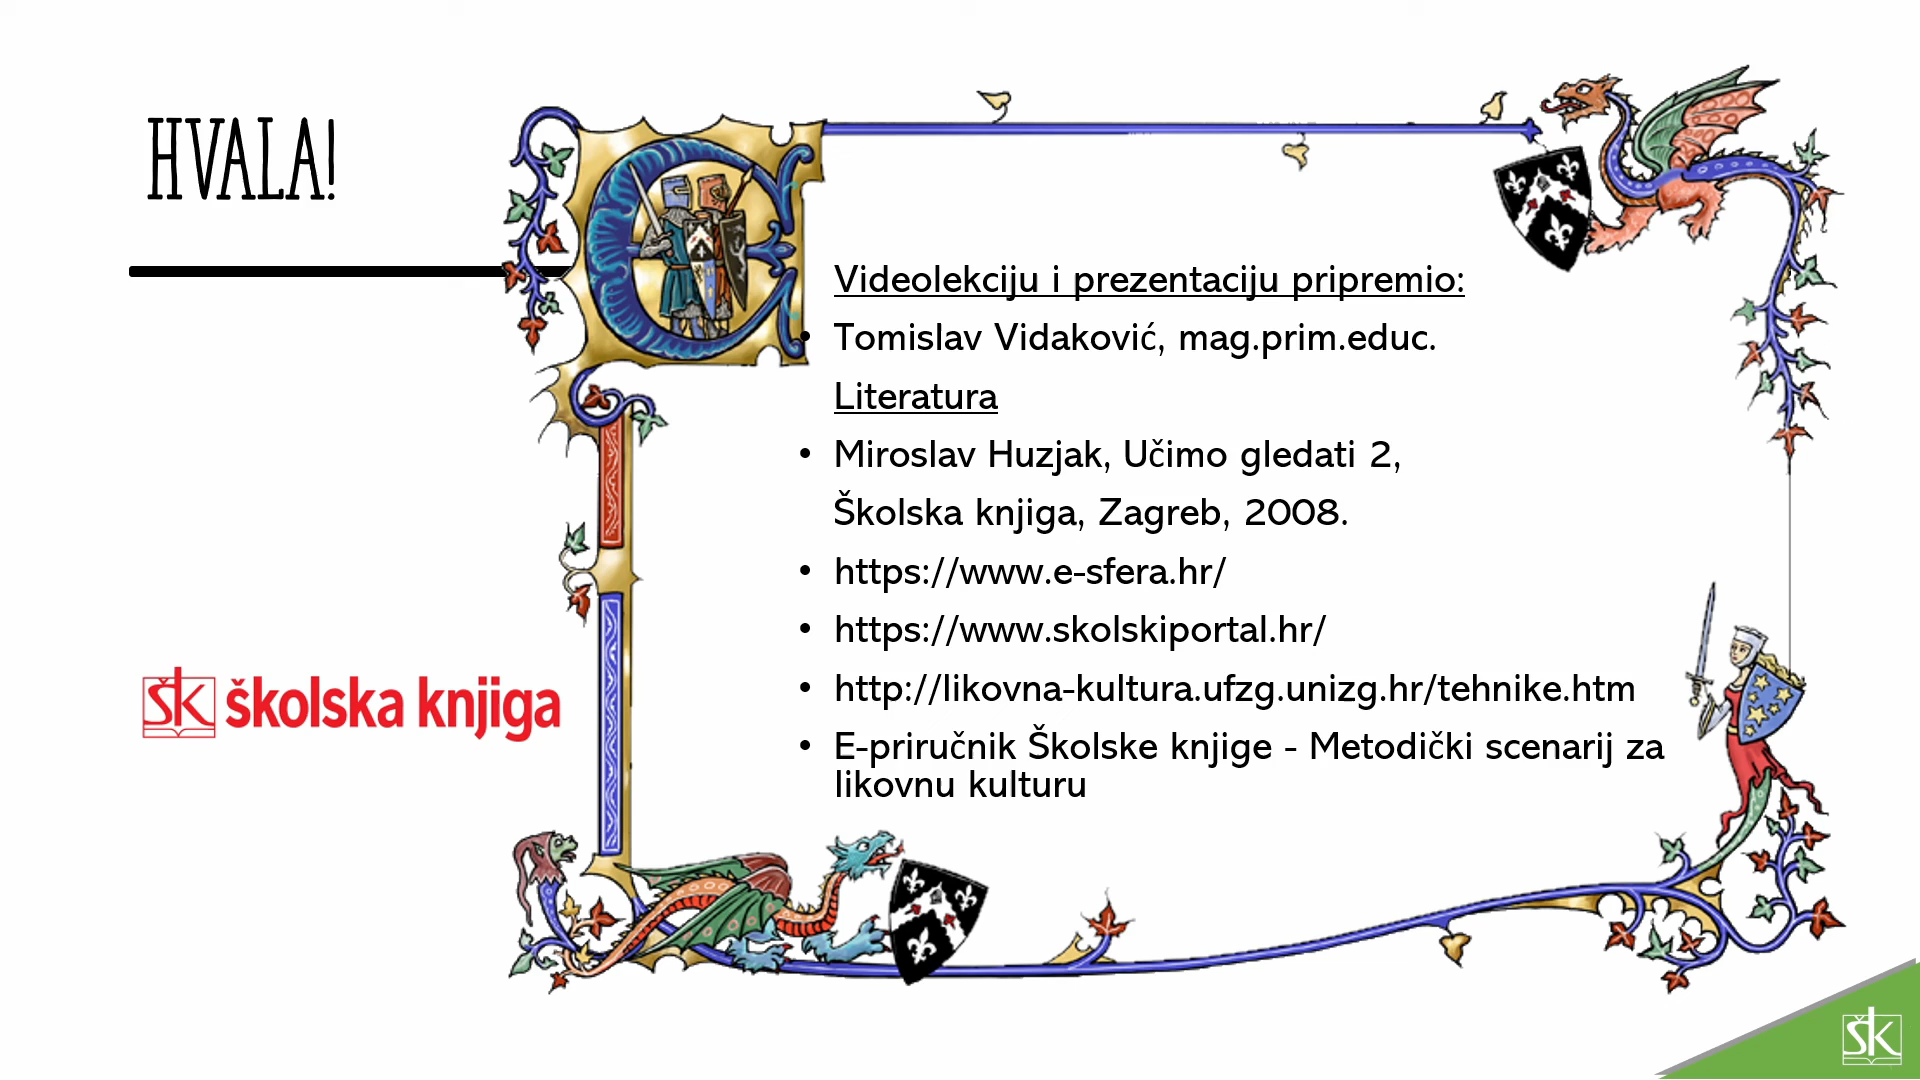 HVALA!
Videolekciju i prezentaciju pripremio:
• Tomislav Vidaković, mag.prim.educ.
Literatura
• Miroslav Huzjak, Učimo gledati 2,
Školska knjiga, Zagreb, 2008.
• https://www.e-sfera.hr/
• https://www.skolskiportal.hr/
• http://likovna-kultura.ufzg.unizg.hr/tehnike.htm
• E-priručnik Školske knjige - Metodički scenarij za
likovnu kulturu
ŠK školska knjiga
ŠK